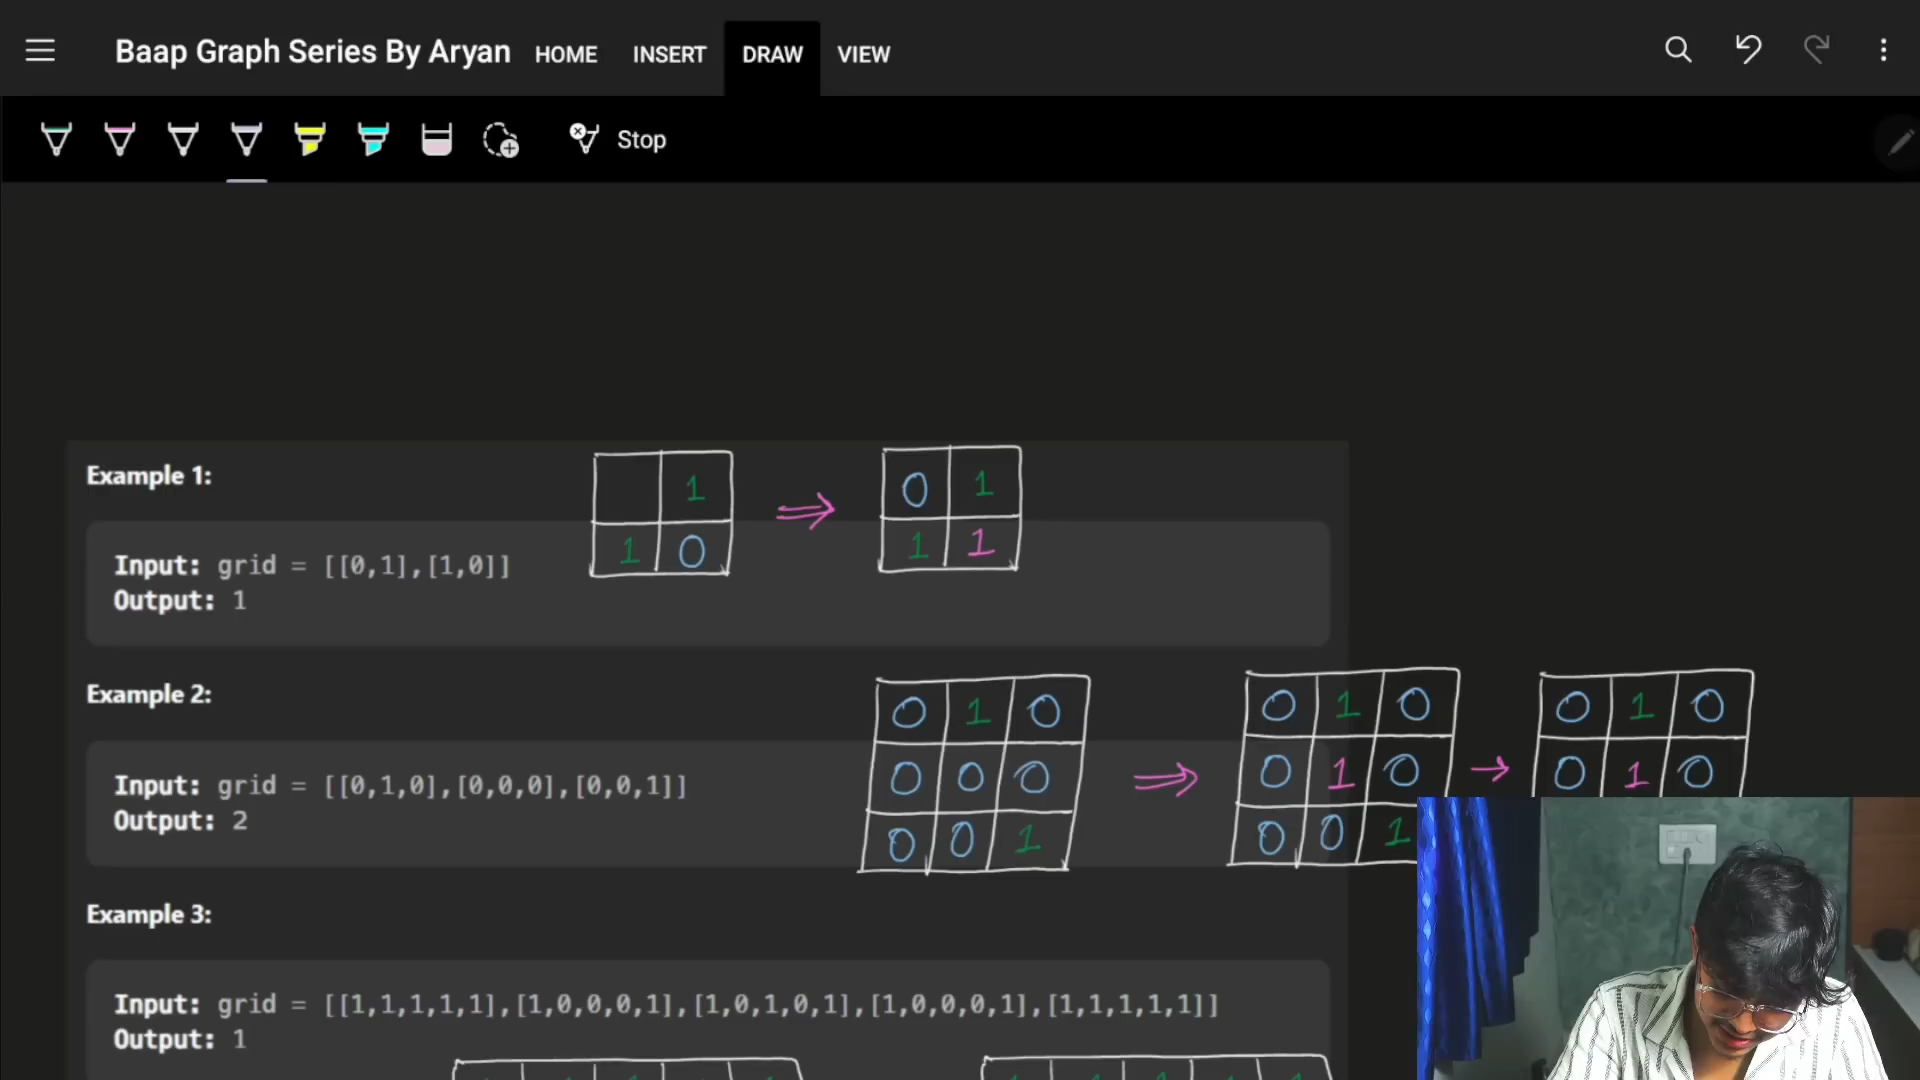 Baap Graph Series By Aryan HOME INSERT DRAW VIEW
Stop
Example 1:
1
1 0
0 1
1 1
Input: grid = [[0,1],[1,0]]
Output: 1
Example 2:
0 1 0
0 0 0
0 0 1
0 1 0
0 1 0
0 0 1
0 1 0
0 1 0
Input: grid = [[0,1,0],[0,0,0],[0,0,1]]
Output: 2
Example 3:
Input: grid = [[1,1,1,1,1],[1,0,0,0,1],[1,0,1,0,1],[1,0,0,0,1],[1,1,1,1,1]]
Output: 1